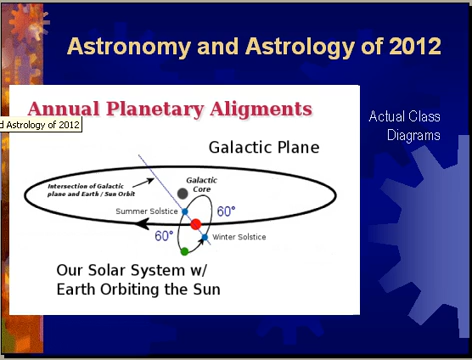 Astronomy and Astrology of 2012
Annual Planetary Aligments
d Astrology of 2012
Actual Class
Diagrams
Galactic Plane
Intersection of Galactic
plane and Earth / Sun Orbit
Galactic
Core
Summer Solstice
60°
60°
Winter Solstice
Our Solar System w/
Earth Orbiting the Sun